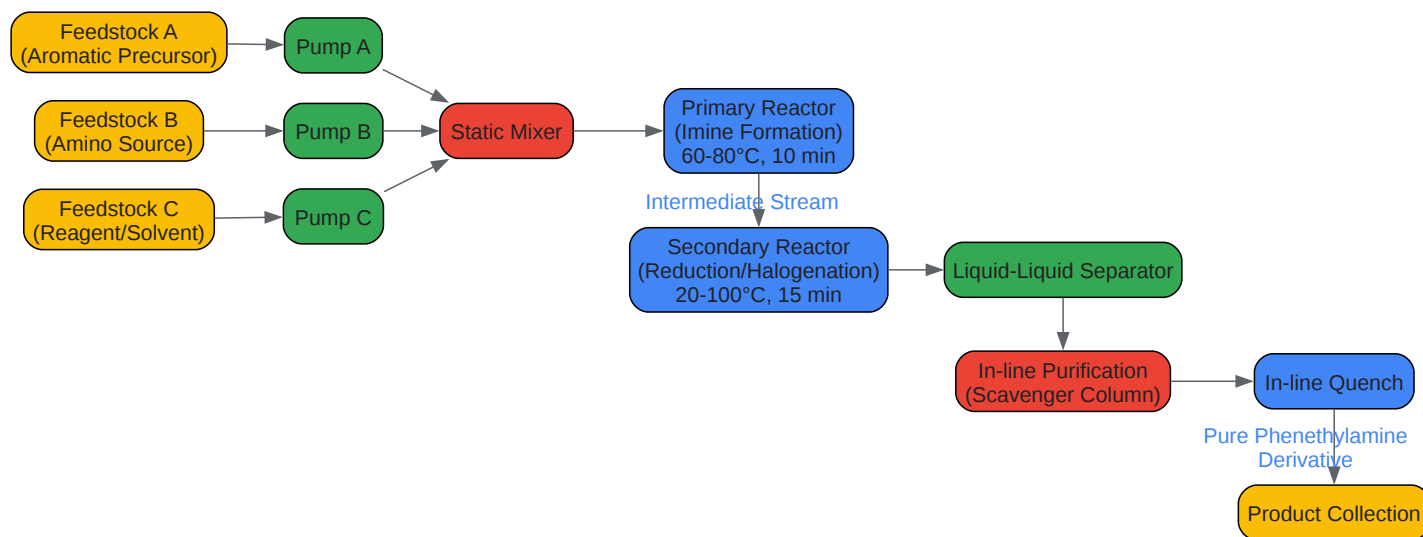 Feedstock A
(Aromatic Precursor)
Pump A
Feedstock B
(Amino Source)
Pump B
Static Mixer
Primary Reactor
(Imine Formation)
60-80°C, 10 min
Feedstock C
(Reagent/Solvent)
Pump C
Intermediate Stream
Secondary Reactor
(Reduction/Halogenation)
20-100°C, 15 min
Liquid-Liquid Separator
In-line Purification
(Scavenger Column)
In-line Quench
Pure Phenethylamine
Derivative
Product Collection